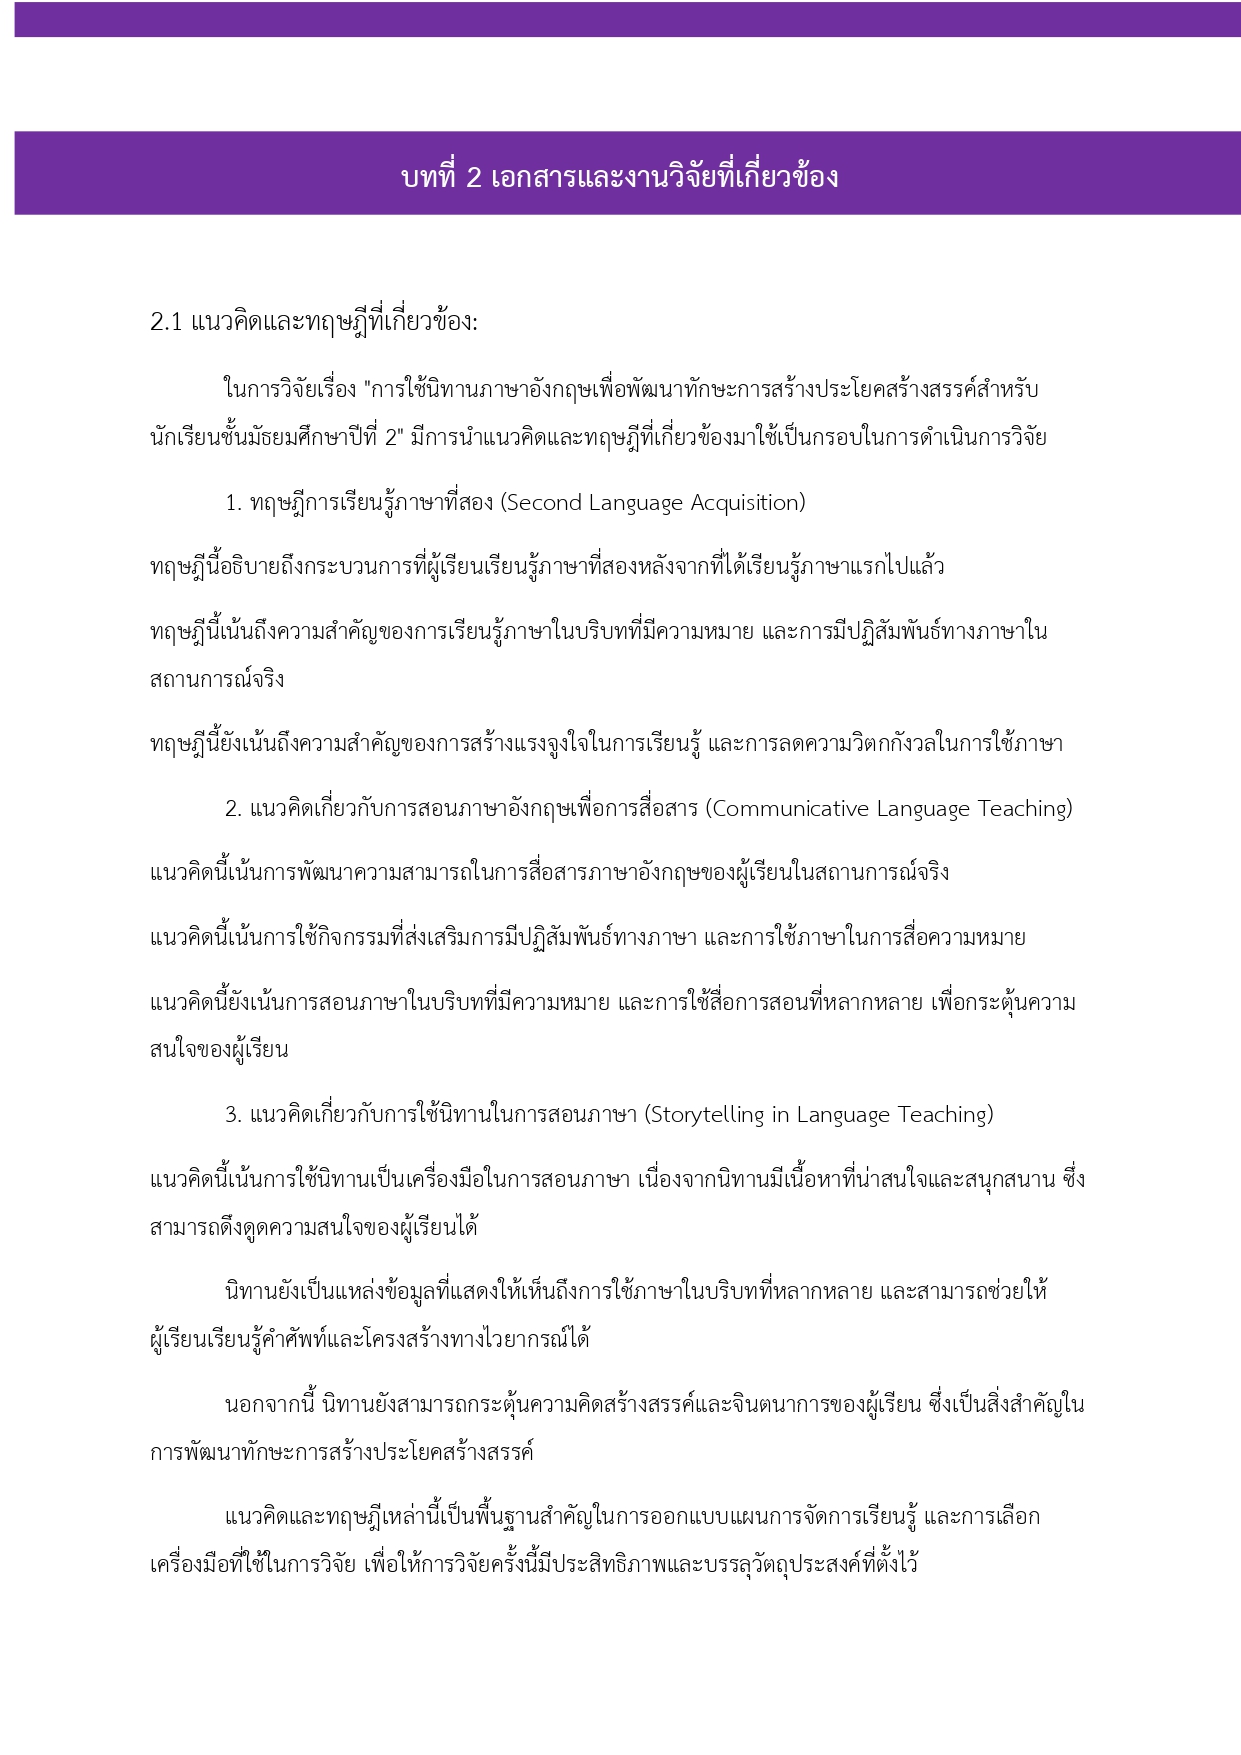 บทที่ 2 เอกสารและงานวิจัยที่เกี่ยวข้อง
2.1 แนวคิดและทฤษฎีที่เกี่ยวข้อง:
ในการวิจัยเรื่อง "การใช้นิทานภาษาอังกฤษเพื่อพัฒนาทักษะการสร้างประโยคสร้างสรรค์สำหรับ
นักเรียนชั้นมัธยมศึกษาปีที่ 2" มีการนำแนวคิดและทฤษฎีที่เกี่ยวข้องมาใช้เป็นกรอบในการดำเนินการวิจัย
1. ทฤษฎีการเรียนรู้ภาษาที่สอง (Second Language Acquisition)
ทฤษฎีนี้อธิบายถึงกระบวนการที่ผู้เรียนเรียนรู้ภาษาที่สองหลังจากที่ได้เรียนรู้ภาษาแรกไปแล้ว
ทฤษฎีนี้เน้นถึงความสำคัญของการเรียนรู้ภาษาในบริบทที่มีความหมาย และการมีปฏิสัมพันธ์ทางภาษาใน
สถานการณ์จริง
ทฤษฎีนี้ยังเน้นถึงความสำคัญของการสร้างแรงจูงใจในการเรียนรู้ และการลดความวิตกกังวลในการใช้ภาษา
2. แนวคิดเกี่ยวกับการสอนภาษาอังกฤษเพื่อการสื่อสาร (Communicative Language Teaching)
แนวคิดนี้เน้นการพัฒนาความสามารถในการสื่อสารภาษาอังกฤษของผู้เรียนในสถานการณ์จริง
แนวคิดนี้เน้นการใช้กิจกรรมที่ส่งเสริมการมีปฏิสัมพันธ์ทางภาษา และการใช้ภาษาในการสื่อความหมาย
แนวคิดนี้ยังเน้นการสอนภาษาในบริบทที่มีความหมาย และการใช้สื่อการสอนที่หลากหลาย เพื่อกระตุ้นความ
สนใจของผู้เรียน
3. แนวคิดเกี่ยวกับการใช้นิทานในการสอนภาษา (Storytelling in Language Teaching)
แนวคิดนี้เน้นการใช้นิทานเป็นเครื่องมือในการสอนภาษา เนื่องจากนิทานมีเนื้อหาที่น่าสนใจและสนุกสนาน ซึ่ง
สามารถดึงดูดความสนใจของผู้เรียนได้
นิทานยังเป็นแหล่งข้อมูลที่แสดงให้เห็นถึงการใช้ภาษาในบริบทที่หลากหลาย และสามารถช่วยให้
ผู้เรียนเรียนรู้คำศัพท์และโครงสร้างทางไวยากรณ์ได้
นอกจากนี้ นิทานยังสามารถกระตุ้นความคิดสร้างสรรค์และจินตนาการของผู้เรียน ซึ่งเป็นสิ่งสำคัญใน
การพัฒนาทักษะการสร้างประโยคสร้างสรรค์
แนวคิดและทฤษฎีเหล่านี้เป็นพื้นฐานสำคัญในการออกแบบแผนการจัดการเรียนรู้ และการเลือก
เครื่องมือที่ใช้ในการวิจัย เพื่อให้การวิจัยครั้งนี้มีประสิทธิภาพและบรรลุวัตถุประสงค์ที่ตั้งไว้